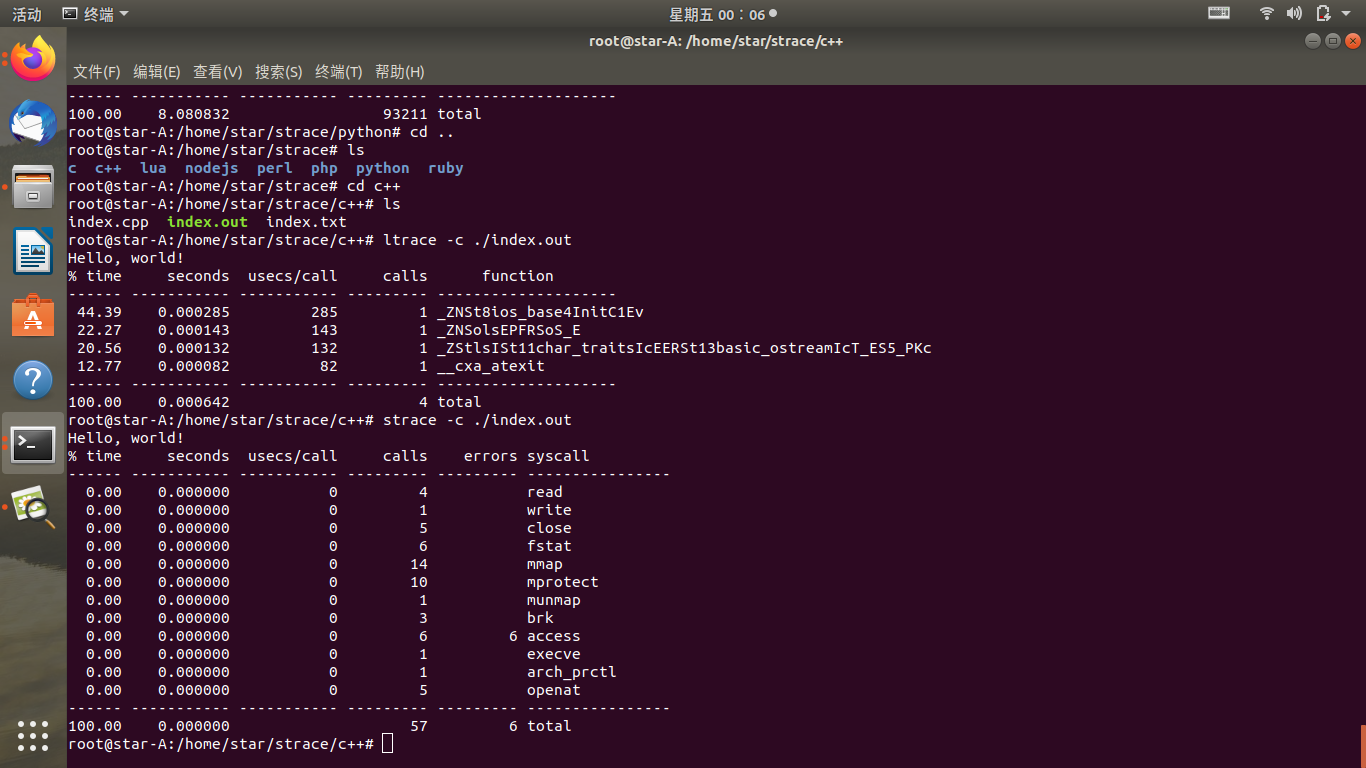 活动 终端 星期五 00：06
root@star-A: /home/star/strace/c++
文件(F) 编辑(E) 查看(V) 搜索(S) 终端(T) 帮助(H)
------ ----------- ----------- --------- --------------------
100.00    8.080832                 93211 total
root@star-A:/home/star/strace/python# cd ..
root@star-A:/home/star/strace# ls
c  c++  lua  nodejs  perl  php  python  ruby
root@star-A:/home/star/strace# cd c++
root@star-A:/home/star/strace/c++# ls
index.cpp  index.out  index.txt
root@star-A:/home/star/strace/c++# ltrace -c ./index.out
Hello, world!
% time     seconds  usecs/call     calls      function
------ ----------- ----------- --------- --------------------
 44.39    0.000285         285         1 _ZNSt8ios_base4InitC1Ev
 22.27    0.000143         143         1 _ZNSolsEPFRSoS_E
 20.56    0.000132         132         1 _ZStlsISt11char_traitsIcEERSt13basic_ostreamIcT_ES5_PKc
 12.77    0.000082          82         1 __cxa_atexit
------ ----------- ----------- --------- --------------------
100.00    0.000642                     4 total
root@star-A:/home/star/strace/c++# strace -c ./index.out
Hello, world!
% time     seconds  usecs/call     calls    errors syscall
------ ----------- ----------- --------- --------- ----------------
  0.00    0.000000           0         4           read
  0.00    0.000000           0         1           write
  0.00    0.000000           0         5           close
  0.00    0.000000           0         6           fstat
  0.00    0.000000           0        14           mmap
  0.00    0.000000           0        10           mprotect
  0.00    0.000000           0         1           munmap
  0.00    0.000000           0         3           brk
  0.00    0.000000           0         6         6 access
  0.00    0.000000           0         1           execve
  0.00    0.000000           0         1           arch_prctl
  0.00    0.000000           0         5           openat
------ ----------- ----------- --------- --------- ----------------
100.00    0.000000                    57         6 total
root@star-A:/home/star/strace/c++#